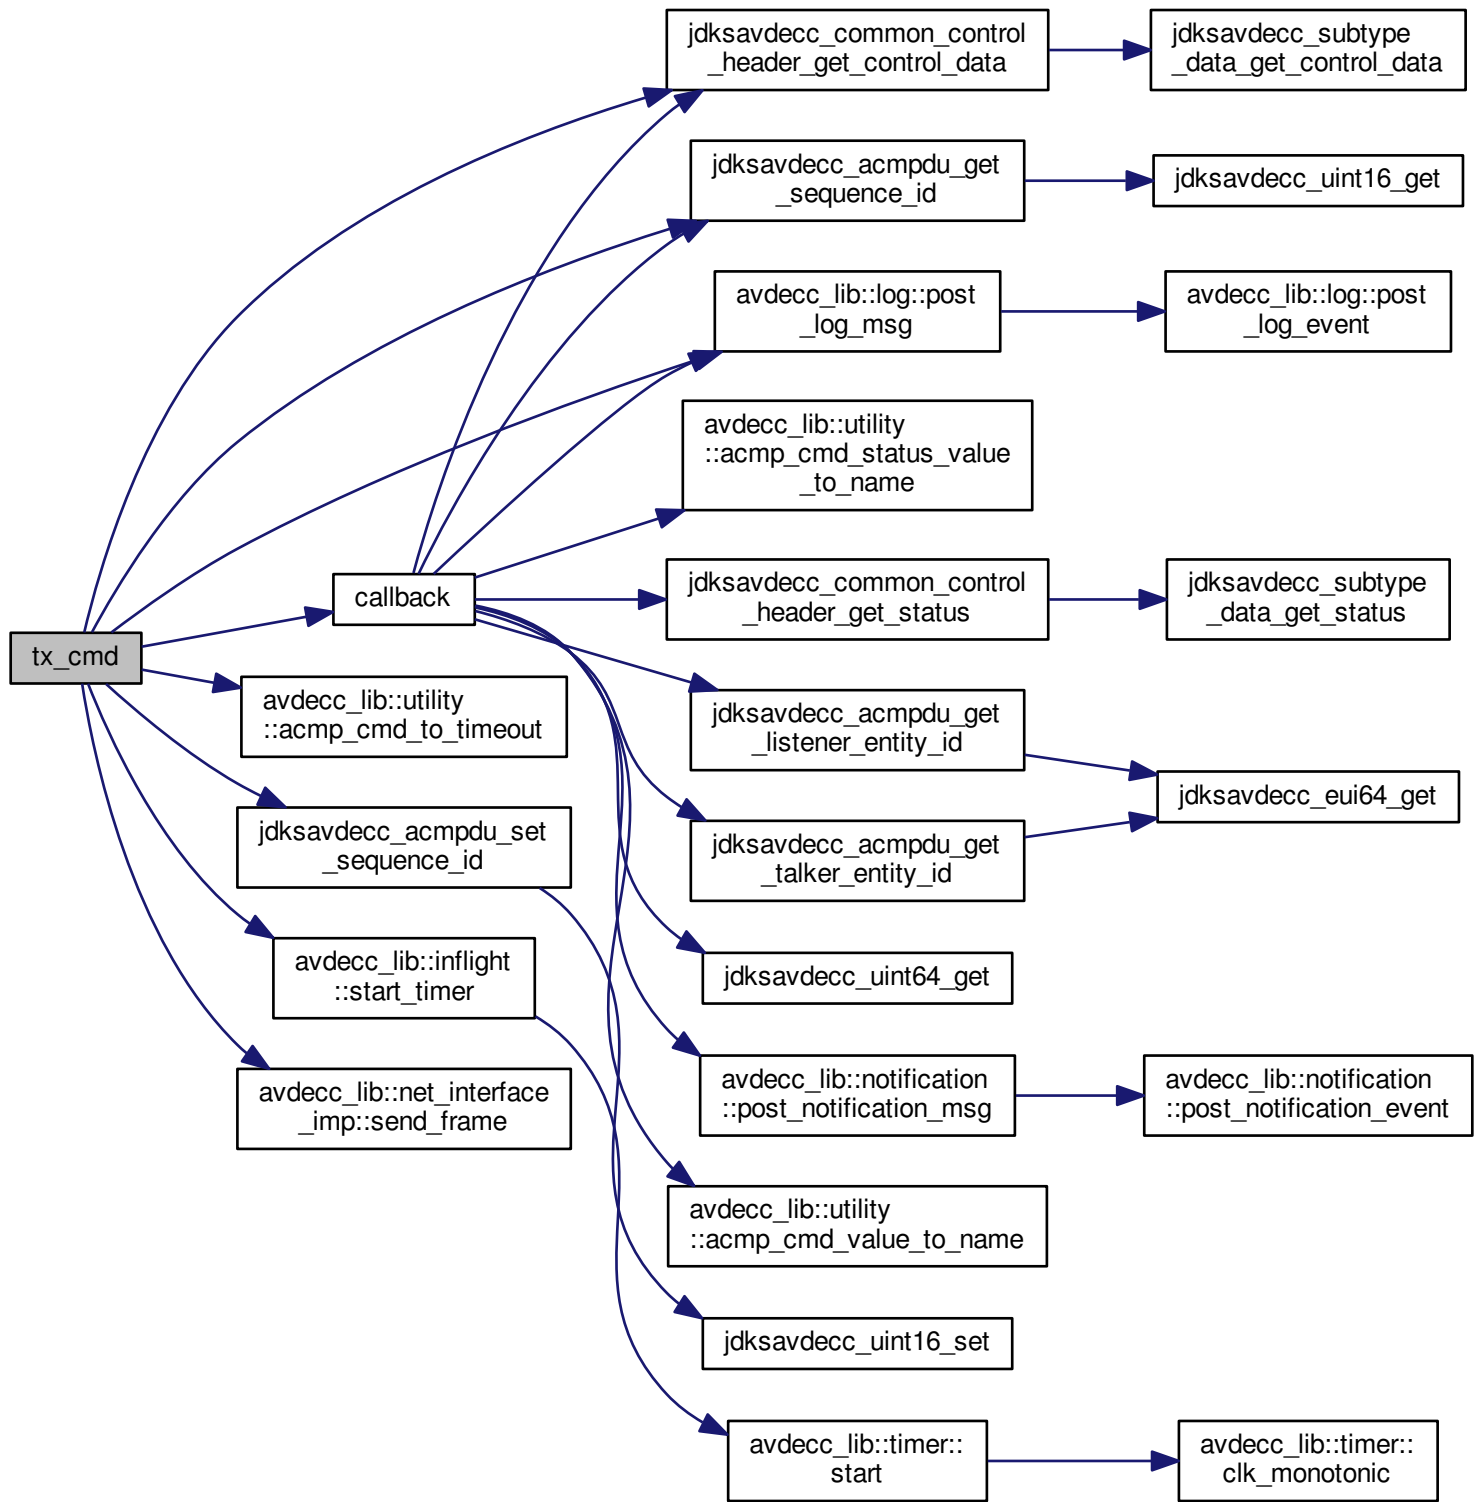 jdksavdecc_common_control
_header_get_control_data
jdksavdecc_subtype
_data_get_control_data
jdksavdecc_acmpdu_get
_sequence_id
jdksavdecc_uint16_get
avdecc_lib::log::post
_log_msg
avdecc_lib::log::post
_log_event
avdecc_lib::utility
::acmp_cmd_status_value
_to_name
callback
jdksavdecc_common_control
_header_get_status
jdksavdecc_subtype
_data_get_status
tx_cmd
avdecc_lib::utility
::acmp_cmd_to_timeout
jdksavdecc_acmpdu_get
_listener_entity_id
jdksavdecc_eui64_get
jdksavdecc_acmpdu_set
_sequence_id
jdksavdecc_acmpdu_get
_talker_entity_id
avdecc_lib::inflight
::start_timer
jdksavdecc_uint64_get
avdecc_lib::net_interface
_imp::send_frame
avdecc_lib::notification
::post_notification_msg
avdecc_lib::notification
::post_notification_event
avdecc_lib::utility
::acmp_cmd_value_to_name
jdksavdecc_uint16_set
avdecc_lib::timer::
start
avdecc_lib::timer::
clk_monotonic